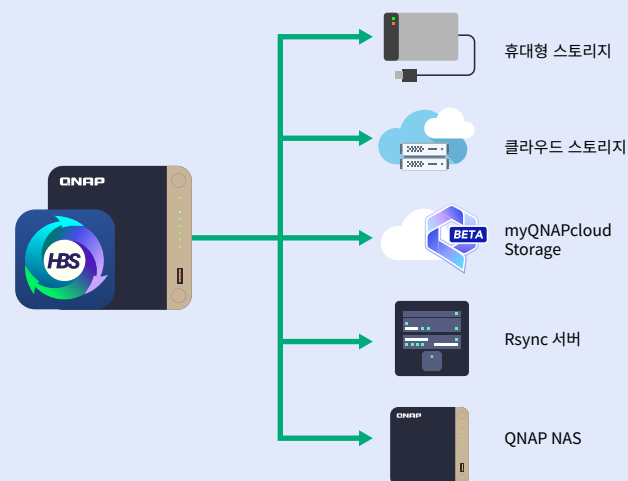 휴대형 스토리지
클라우드 스토리지
QNAP
HBS
BETA
myQNAPcloud
Storage
Rsync 서버
QNAP
QNAP NAS